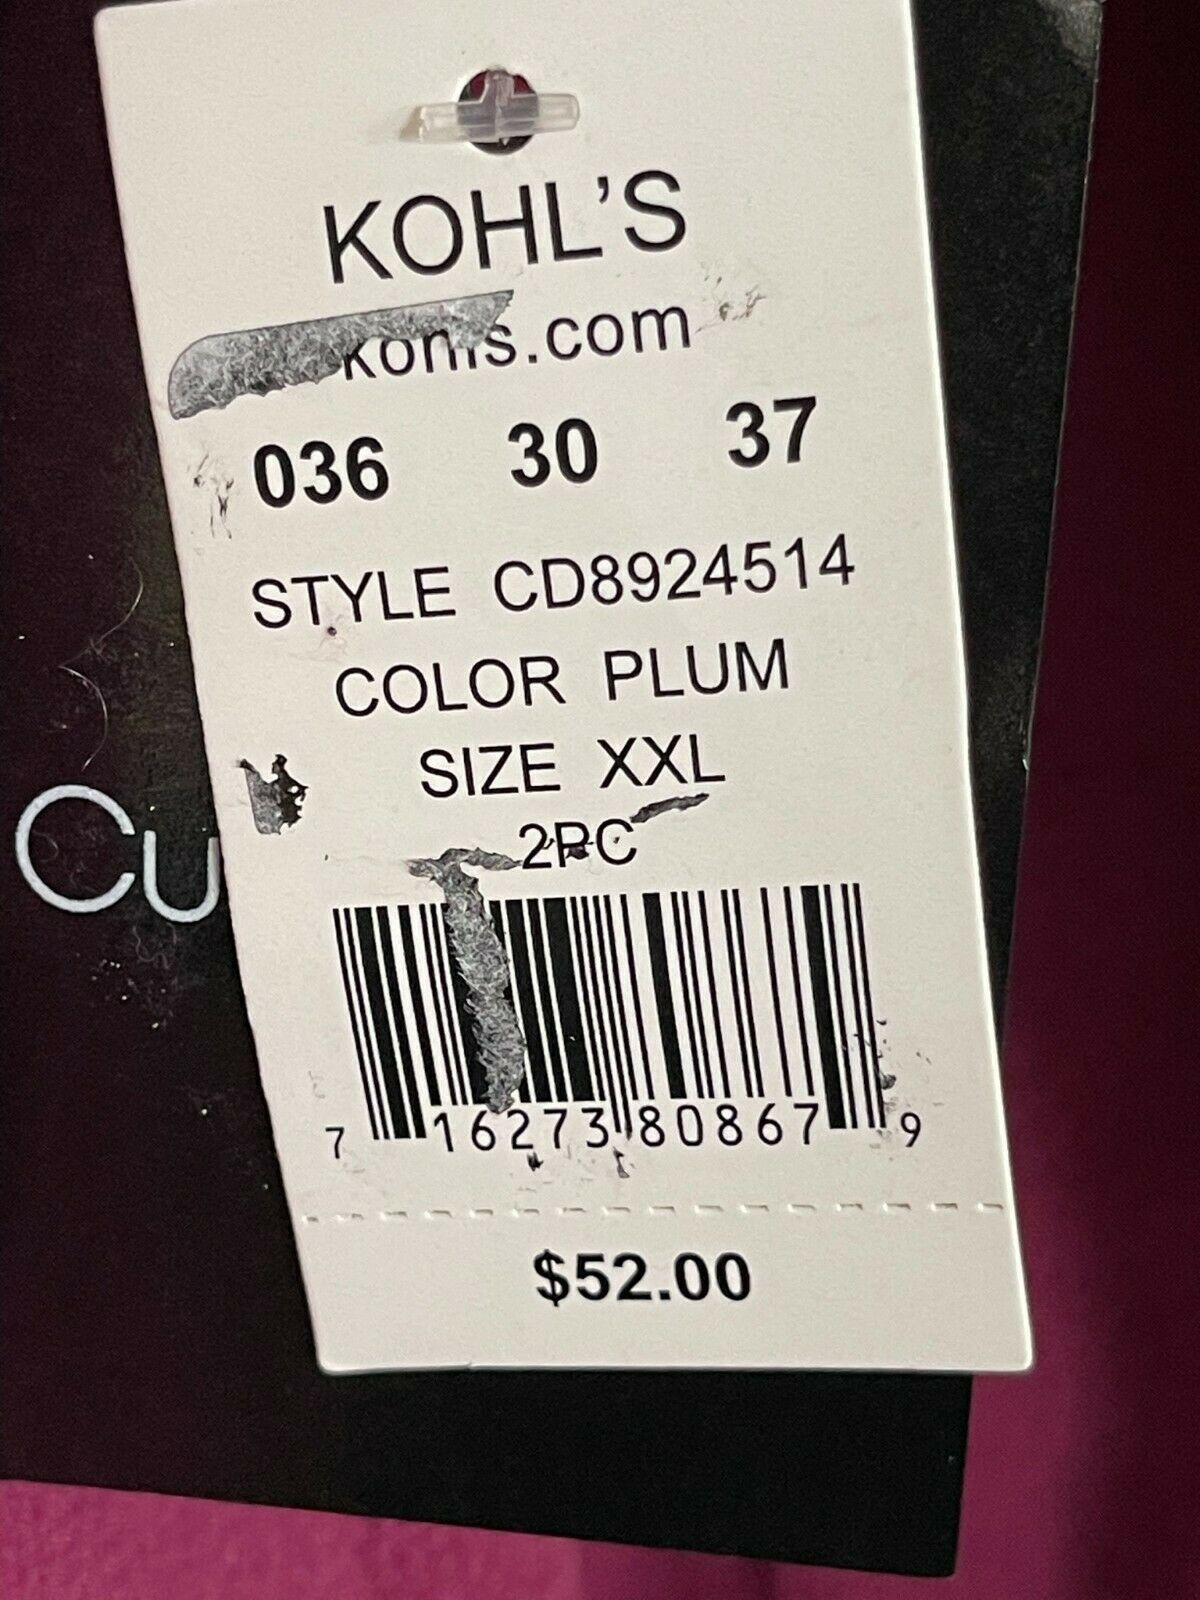 KOHL'S
kohls.com
036 30 37
STYLE CD8924514
COLOR PLUM
SIZE XXL
2PC
Cu
7 16273 80867 9
$52.00